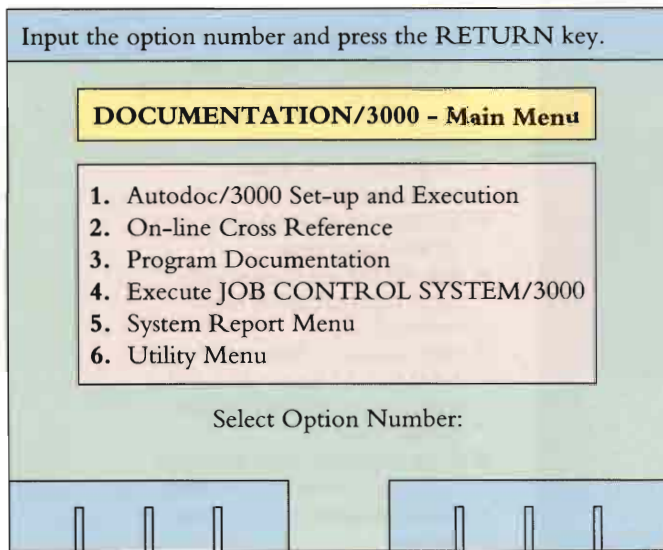 Input the option number and press the RETURN key.
DOCUMENTATION/3000 - Main Menu
1. Autodoc/3000 Set-up and Execution
2. On-line Cross Reference
3. Program Documentation
4. Execute JOB CONTROL SYSTEM/3000
5. System Report Menu
6. Utility Menu
Select Option Number: